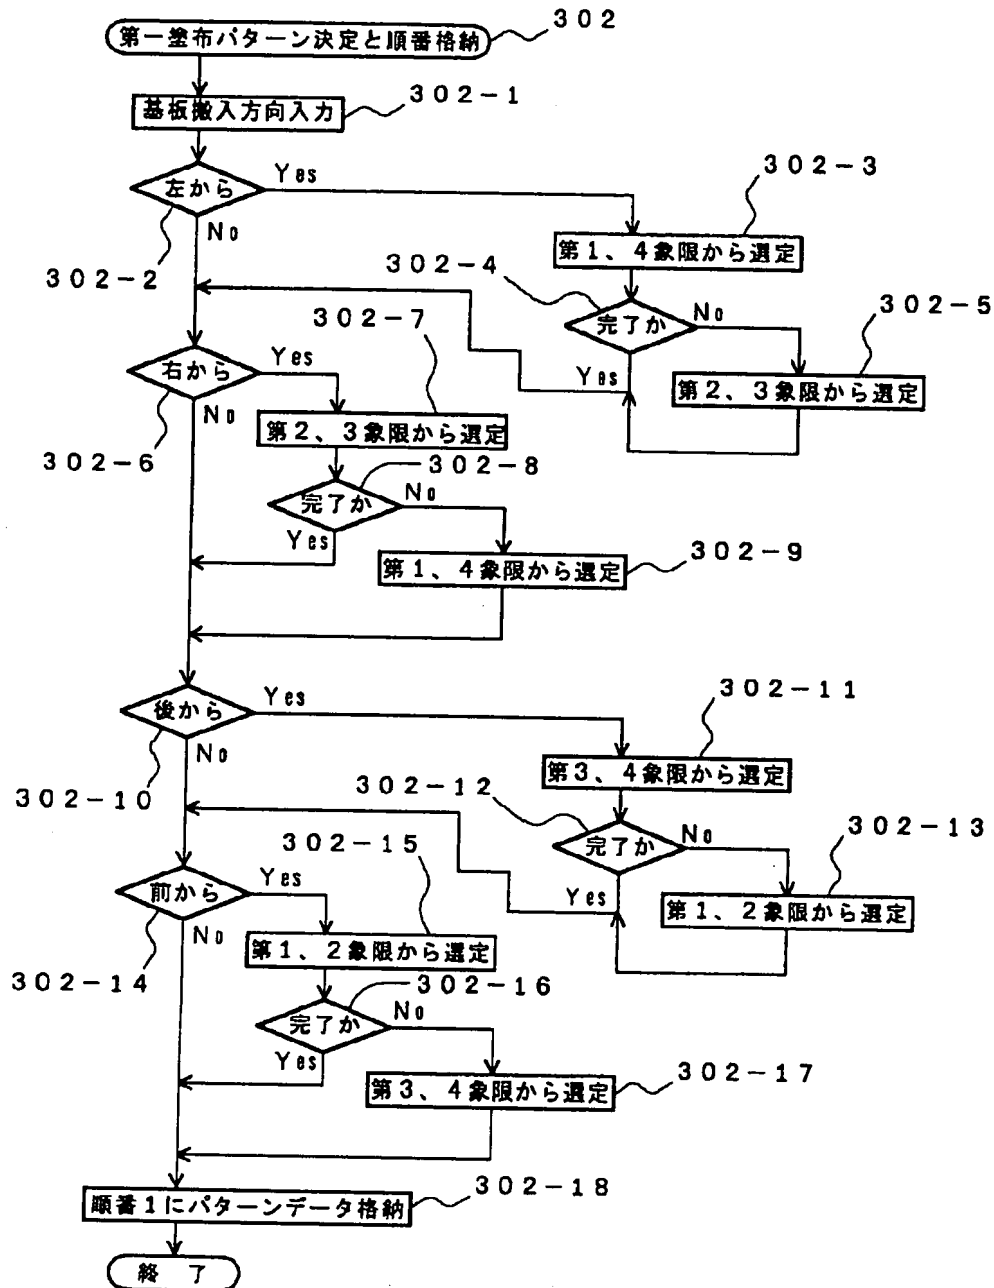 302
第一塗布パターン決定と順番格納
302-1
基板搬入方向入力
302-3
左から
Yes
No
302-2
第1、4象限から選定
302-4
完了か
No
Yes
302-5
第2、3象限から選定
302-7
右から
Yes
No
302-6
第2、3象限から選定
302-8
完了か
No
Yes
302-9
第1、4象限から選定
後から
Yes
No
302-10
302-11
第3、4象限から選定
302-12
完了か
No
Yes
302-13
第1、2象限から選定
302-15
前から
Yes
No
302-14
第1、2象限から選定
302-16
完了か
No
Yes
302-17
第3、4象限から選定
302-18
順番1にパターンデータ格納
終了